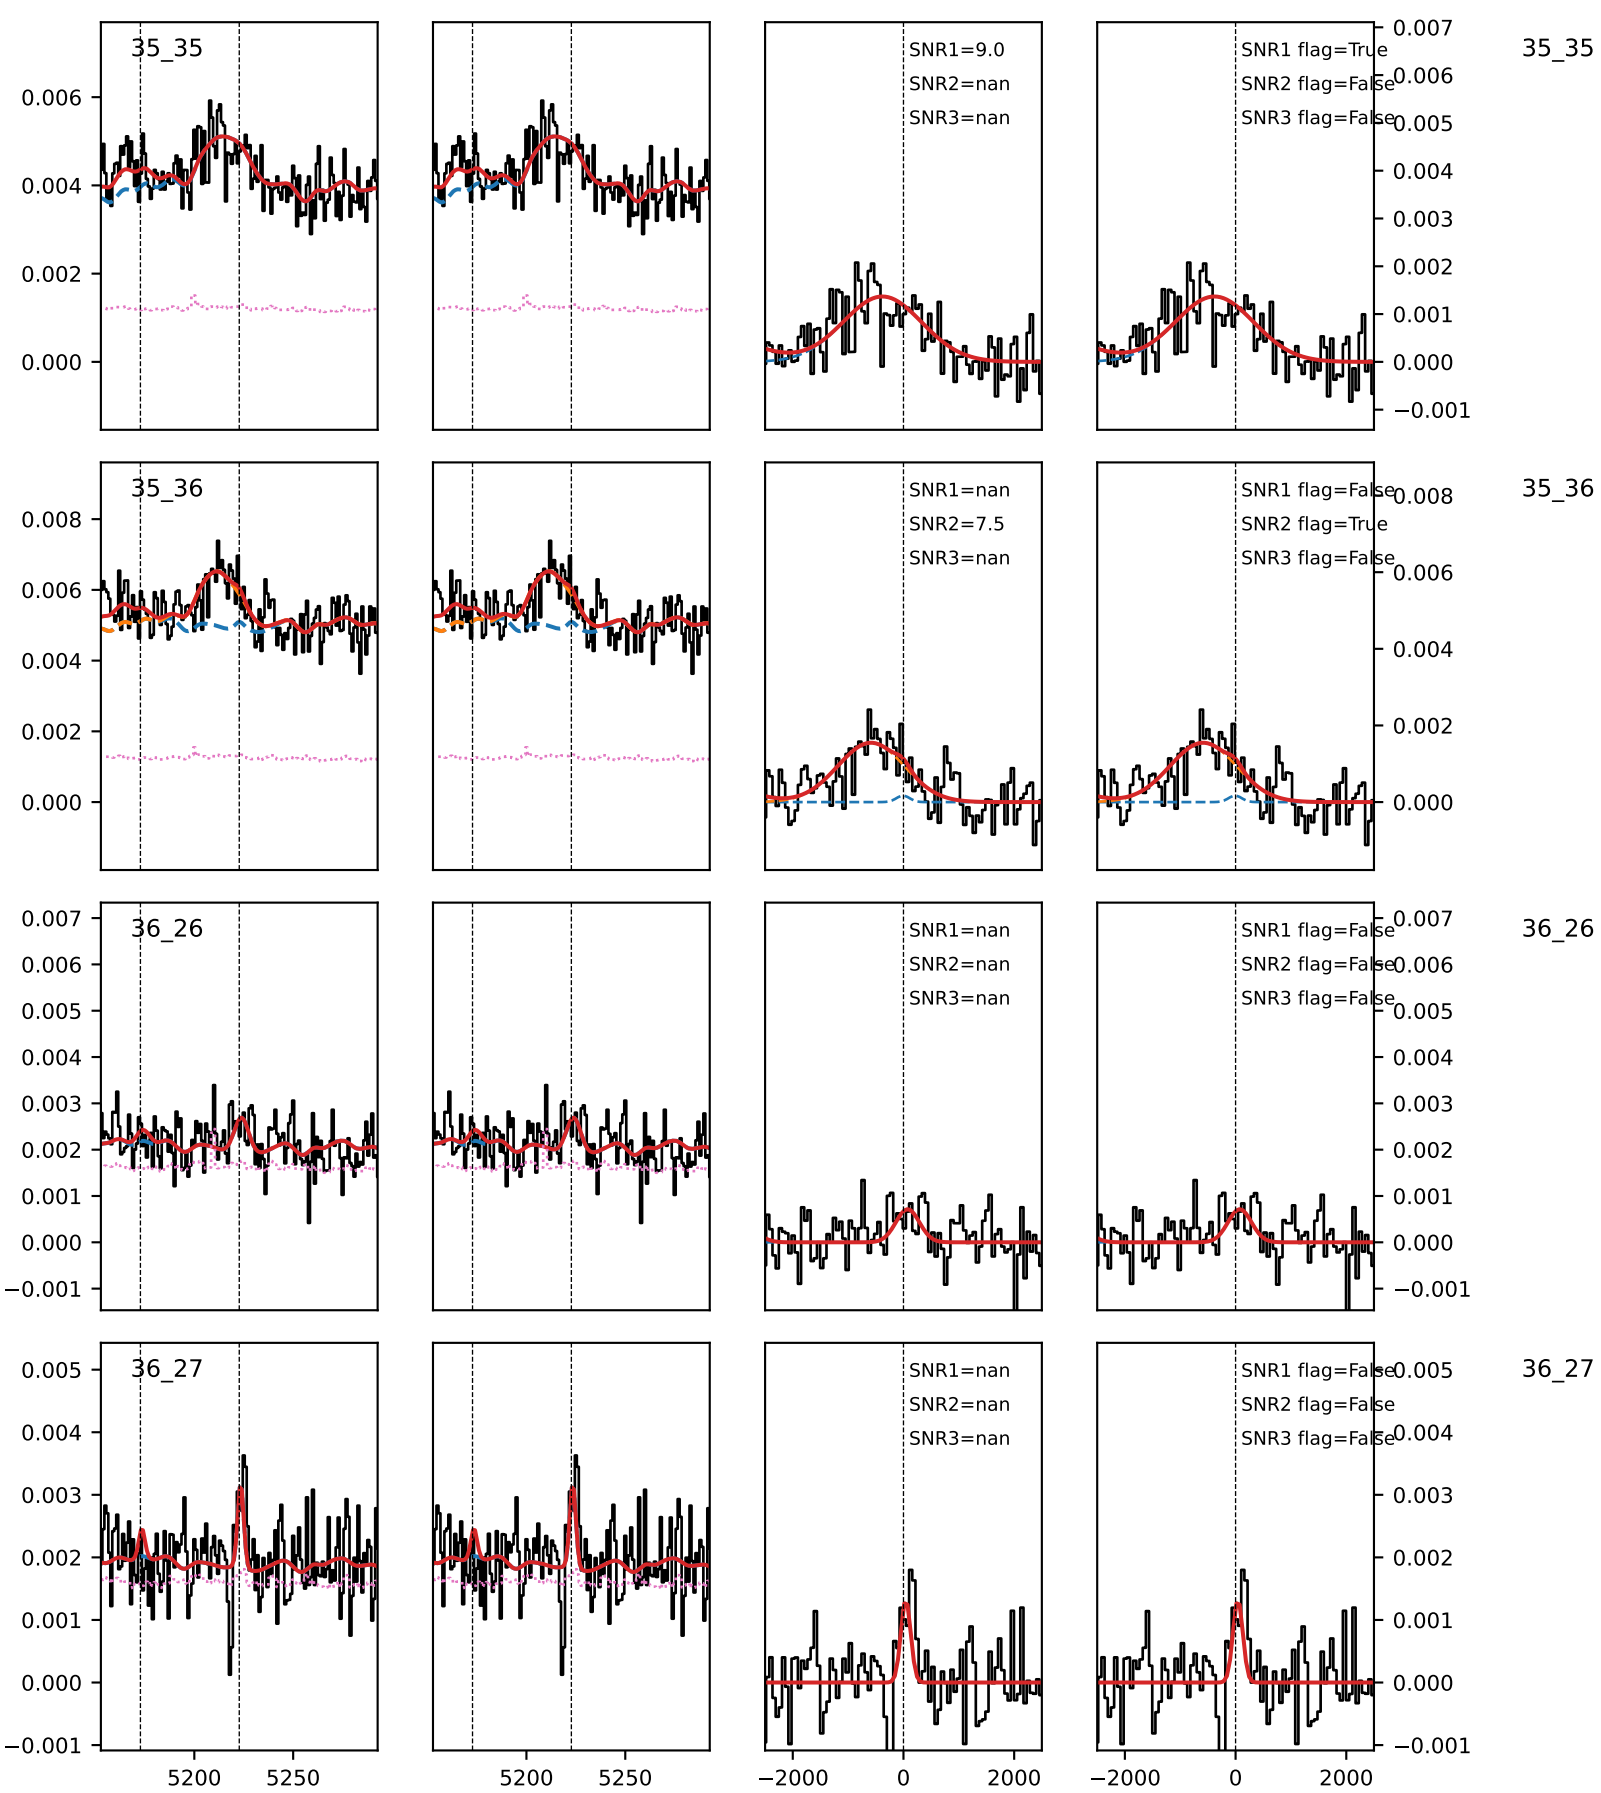 35_35
0.006
0.004
0.002
0.000
SNR1=9.0
SNR2=nan
SNR3=nan
SNR1 flag=True
SNR2 flag=False
SNR3 flag=False
0.007
0.006
0.005
0.004
0.003
0.002
0.001
0.000
−0.001
35_35
35_36
0.008
0.006
0.004
0.002
0.000
SNR1=nan
SNR2=7.5
SNR3=nan
SNR1 flag=False
SNR2 flag=True
SNR3 flag=False
0.008
0.006
0.004
0.002
0.000
35_36
36_26
0.007
0.006
0.005
0.004
0.003
0.002
0.001
0.000
−0.001
SNR1=nan
SNR2=nan
SNR3=nan
SNR1 flag=False
SNR2 flag=False
SNR3 flag=False
0.007
0.006
0.005
0.004
0.003
0.002
0.001
0.000
−0.001
36_26
36_27
0.005
0.004
0.003
0.002
0.001
0.000
−0.001
SNR1=nan
SNR2=nan
SNR3=nan
SNR1 flag=False
SNR2 flag=False
SNR3 flag=False
0.005
0.004
0.003
0.002
0.001
0.000
−0.001
36_27
5200 5250
5200 5250
−2000 0 2000
−2000 0 2000